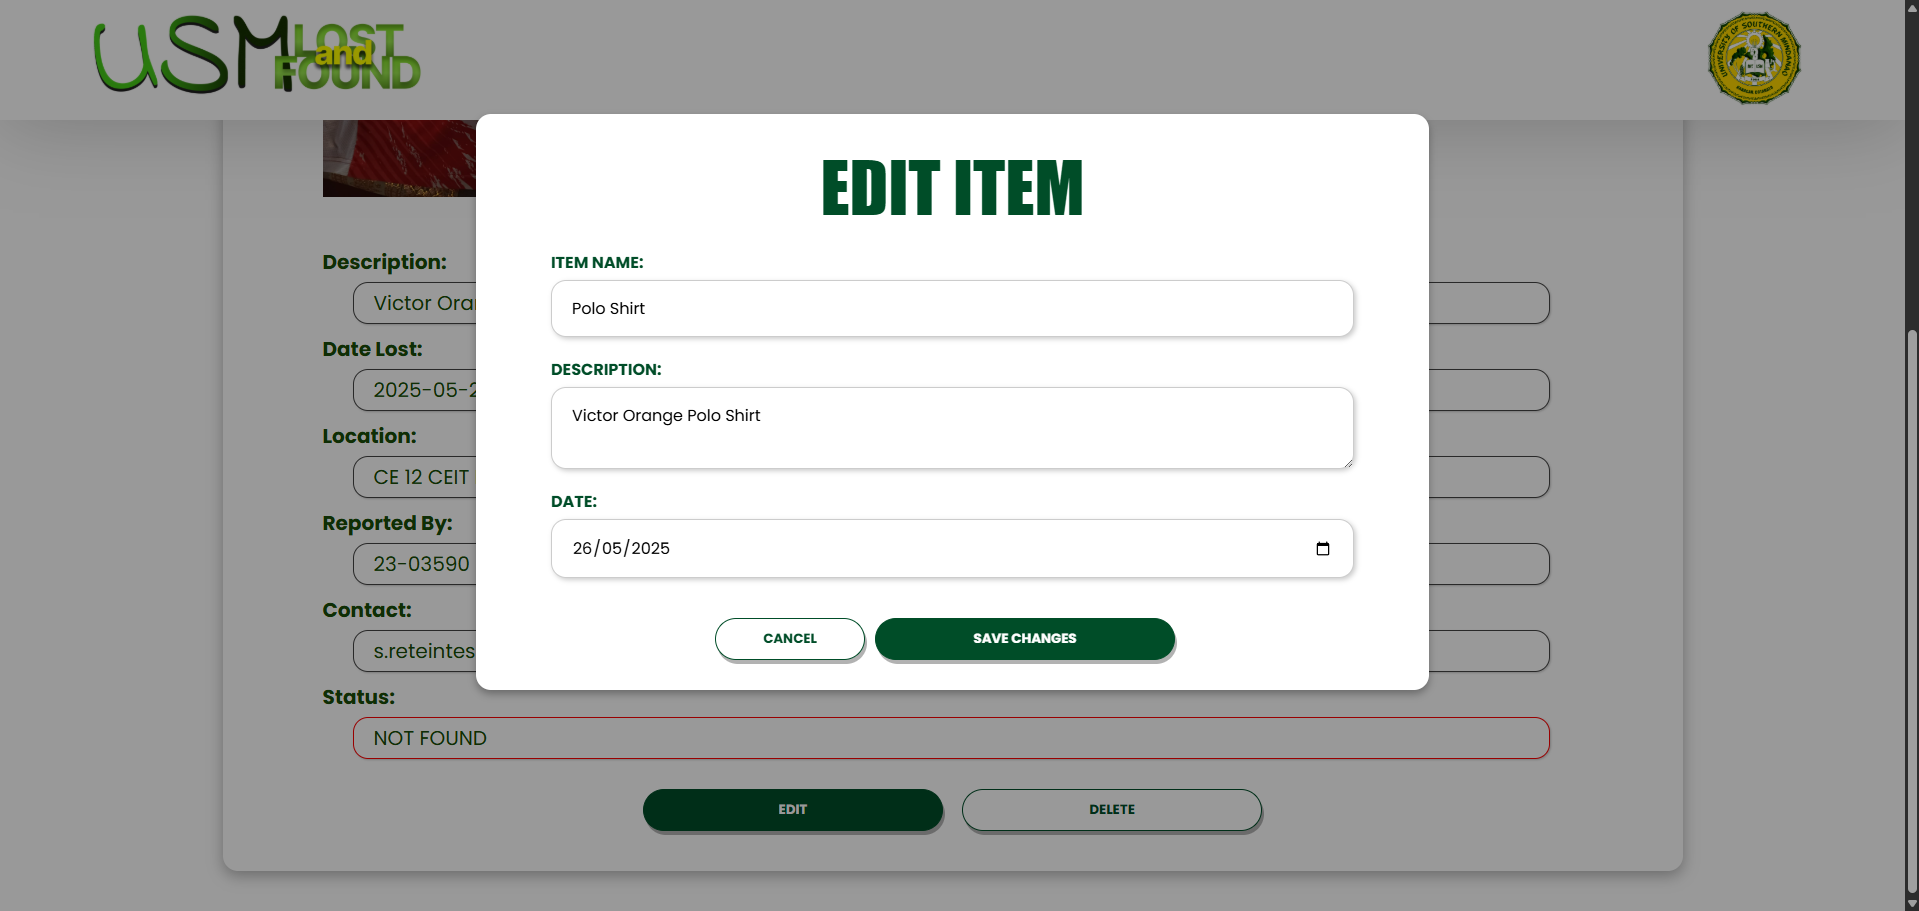 USM LOST
and
FOUND
UNIVERSITY OF SOUTHERN MINDANAO
EDIT ITEM
ITEM NAME:
Polo Shirt
DESCRIPTION:
Victor Orange Polo Shirt
DATE:
26/05/2025
CANCEL
SAVE CHANGES
Description:
Victor Ora
Date Lost:
2025-05-2
Location:
CE 12 CEIT
Reported By:
23-03590
Contact:
s.reteintes
Status:
NOT FOUND
EDIT
DELETE